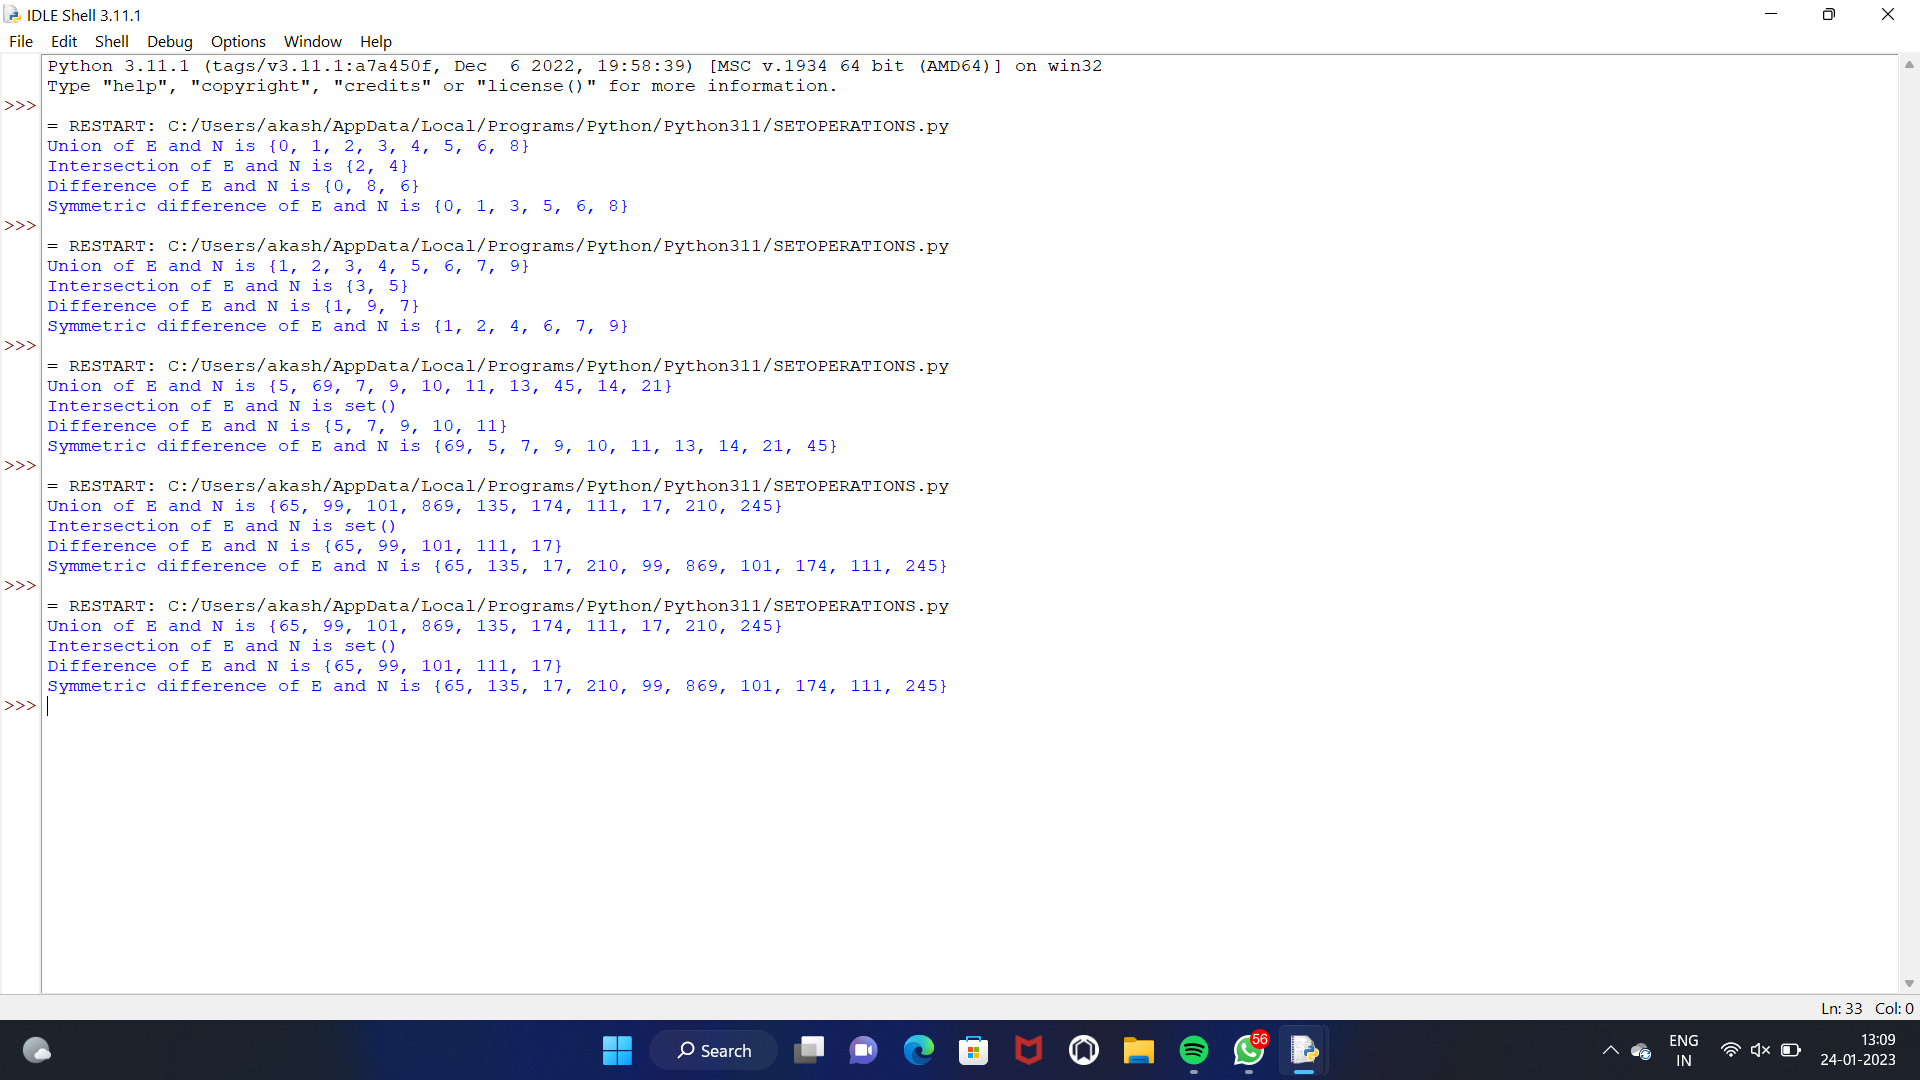 IDLE Shell 3.11.1
File Edit Shell Debug Options Window Help
Python 3.11.1 (tags/v3.11.1:a7a450f, Dec  6 2022, 19:58:39) [MSC v.1934 64 bit (AMD64)] on win32
Type "help", "copyright", "credits" or "license()" for more information.
>>>
= RESTART: C:/Users/akash/AppData/Local/Programs/Python/Python311/SETOPERATIONS.py
Union of E and N is {0, 1, 2, 3, 4, 5, 6, 8}
Intersection of E and N is {2, 4}
Difference of E and N is {0, 8, 6}
Symmetric difference of E and N is {0, 1, 3, 5, 6, 8}
>>>
= RESTART: C:/Users/akash/AppData/Local/Programs/Python/Python311/SETOPERATIONS.py
Union of E and N is {1, 2, 3, 4, 5, 6, 7, 9}
Intersection of E and N is {3, 5}
Difference of E and N is {1, 9, 7}
Symmetric difference of E and N is {1, 2, 4, 6, 7, 9}
>>>
= RESTART: C:/Users/akash/AppData/Local/Programs/Python/Python311/SETOPERATIONS.py
Union of E and N is {5, 69, 7, 9, 10, 11, 13, 45, 14, 21}
Intersection of E and N is set()
Difference of E and N is {5, 7, 9, 10, 11}
Symmetric difference of E and N is {69, 5, 7, 9, 10, 11, 13, 14, 21, 45}
>>>
= RESTART: C:/Users/akash/AppData/Local/Programs/Python/Python311/SETOPERATIONS.py
Union of E and N is {65, 99, 101, 869, 135, 174, 111, 17, 210, 245}
Intersection of E and N is set()
Difference of E and N is {65, 99, 101, 111, 17}
Symmetric difference of E and N is {65, 135, 17, 210, 99, 869, 101, 174, 111, 245}
>>>
= RESTART: C:/Users/akash/AppData/Local/Programs/Python/Python311/SETOPERATIONS.py
Union of E and N is {65, 99, 101, 869, 135, 174, 111, 17, 210, 245}
Intersection of E and N is set()
Difference of E and N is {65, 99, 101, 111, 17}
Symmetric difference of E and N is {65, 135, 17, 210, 99, 869, 101, 174, 111, 245}
>>>
Ln: 33 Col: 0
Search
56
ENG
IN
13:09
24-01-2023